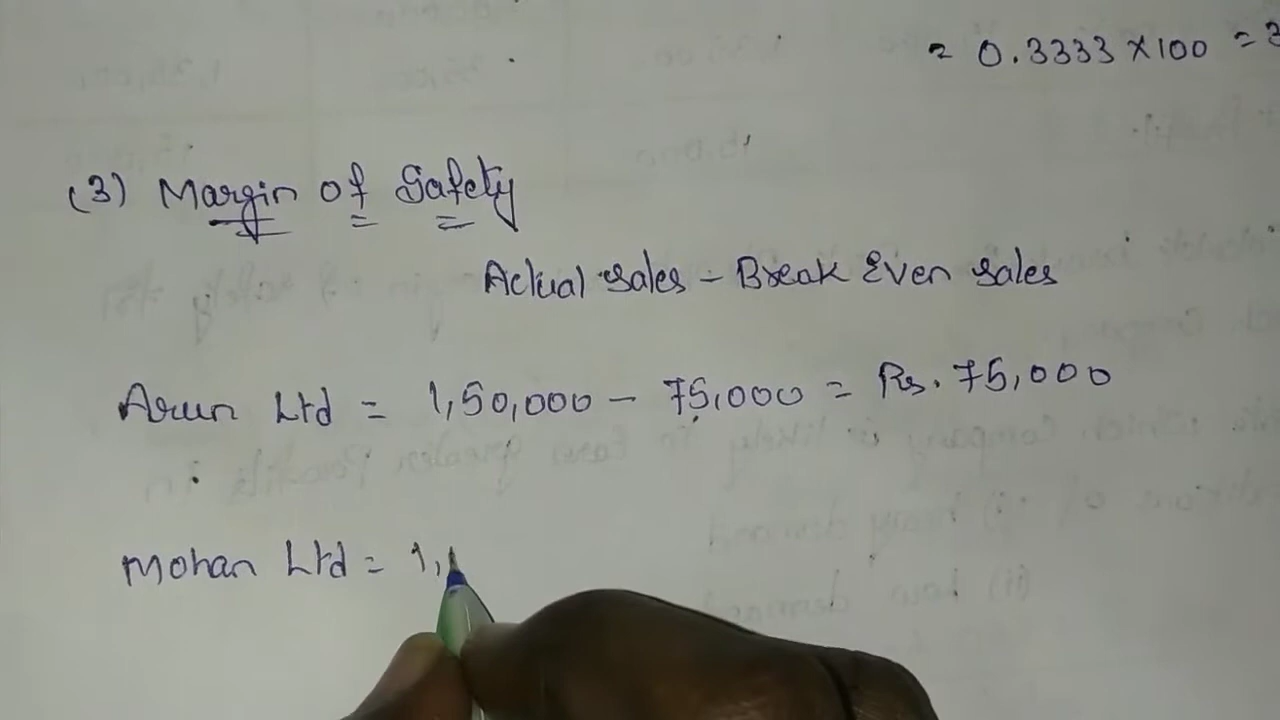 = 0.3333 × 100 = 3
(3) Margin of Safety
Actual Sales - Break Even Sales
Arun Ltd = 1,50,000 - 75,000 = Rs. 75,000
Mohan Ltd = 1,